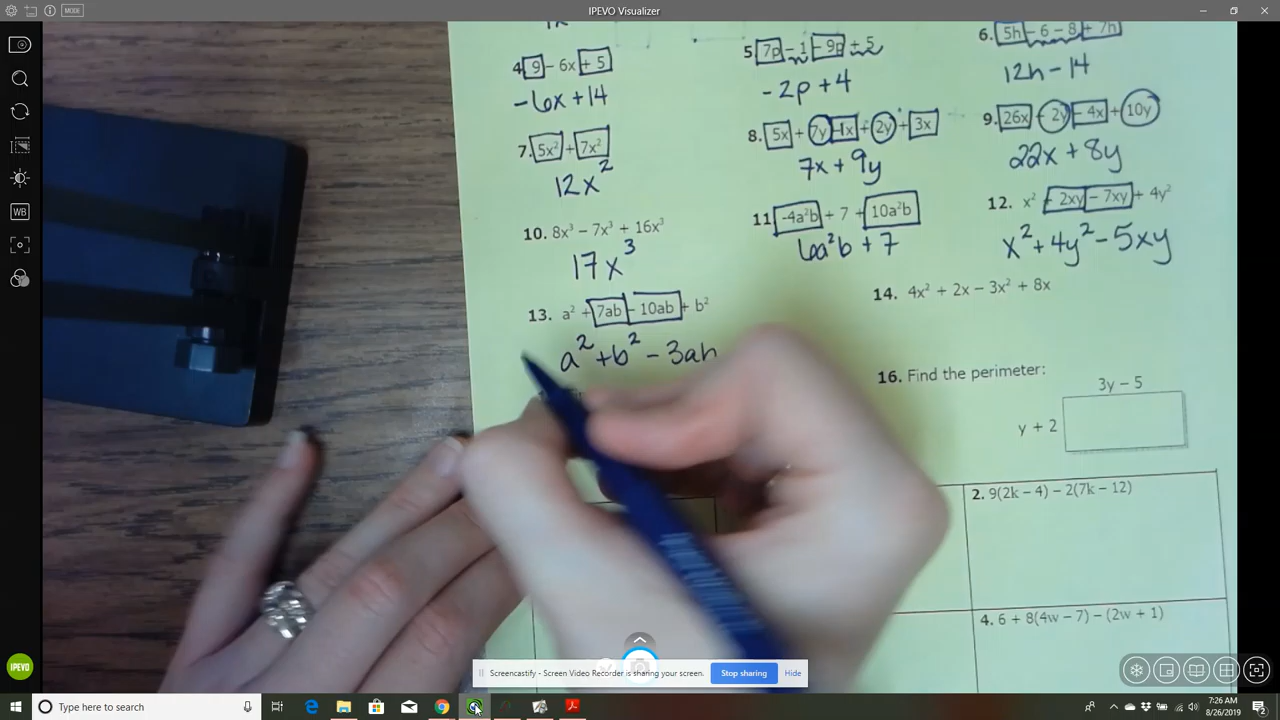 IPEVO Visualizer
MODE
4. 9 – 6x + 5
-6x + 14
5 7p – 1 – 9p + 5
-2p + 4
6. 5h – 6 – 8 + 7h
12h - 14
7. 5x² + 7x²
12x²
8. 5x + 7y – 1x + 2y + 3x
7x + 9y
9. 26x – 2y – 4x + 10y
22x + 8y
10. 8x³ – 7x³ + 16x³
17x³
11 -4a²b + 7 + 10a²b
6a²b + 7
12. x² + 2xy – 7xy + 4y²
x² + 4y² - 5xy
13. a² + 7ab – 10ab + b²
a² + b² - 3ab
14. 4x² + 2x – 3x² + 8x
16. Find the perimeter:
3y – 5
y + 2
2. 9(2k – 4) – 2(7k – 12)
4. 6 + 8(4w – 7) – (2w + 1)
WB
IPEVO
Screencastify - Screen Video Recorder is sharing your screen.
Stop sharing
Hide
Type here to search
7:26 AM
8/26/2019
2